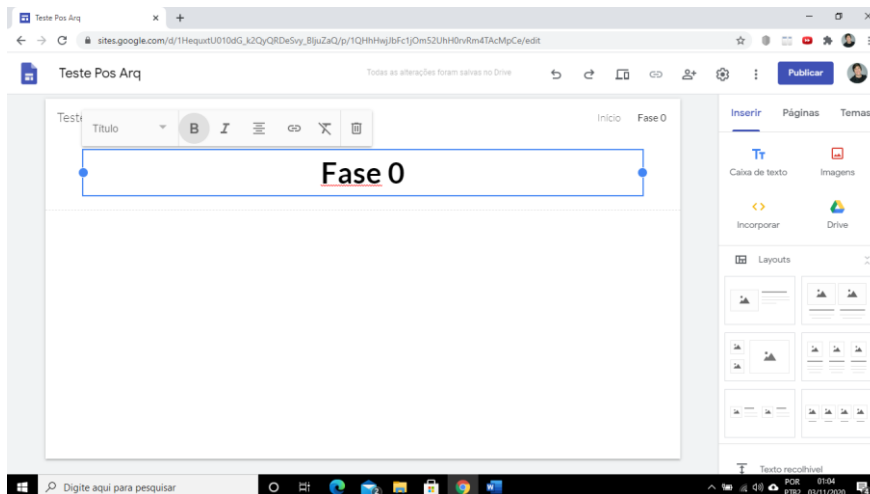 Teste Pos Arq
sites.google.com/d/1HequxtU010dG_k2QyQRDeSvy_BljuZaQ/p/1QHhHwjJbFc1jOm52UhH0nvRm4TAcMpCe/edit
Teste Pos Arq
Todas as alterações foram salvas no Drive
Publicar
Teste
Título
B I
Início Fase 0
Fase 0
Inserir Páginas Temas
Caixa de texto Imagens
Incorporar Drive
Layouts
Texto recolhível
Digite aqui para pesquisar
POR 01:04
PTB2 03/11/2020